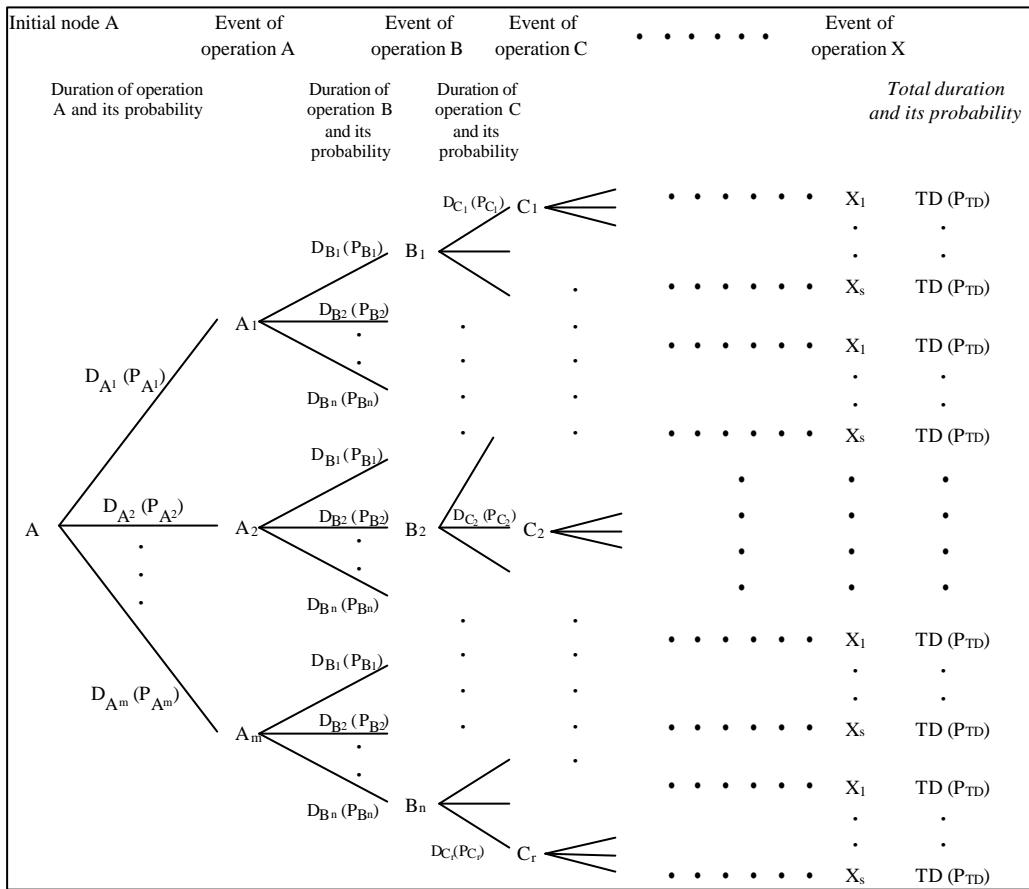 Initial node A
Event of
operation A
Event of
operation B
Event of
operation C
• • • • • •
Event of
operation X
Duration of operation
A and its probability
Duration of
operation B
and its
probability
Duration of
operation C
and its
probability
Total duration
and its probability
D_C1 (P_C1) C1 • • • • • • X1 TD (P_TD)
D_B1 (P_B1) B1
Xs TD (P_TD)
A1 D_B2 (P_B2)
X1 TD (P_TD)
D_A1 (P_A1)
D_Bn (P_Bn)
Xs TD (P_TD)
D_B1 (P_B1)
A D_A2 (P_A2) A2 D_B2 (P_B2) B2 D_C2 (P_C2) C2
D_Bn (P_Bn)
X1 TD (P_TD)
D_B1 (P_B1)
D_Am (P_Am)
Am D_B2 (P_B2)
Xs TD (P_TD)
X1 TD (P_TD)
D_Bn (P_Bn) Bn
D_Cr (P_Cr) Cr
Xs TD (P_TD)